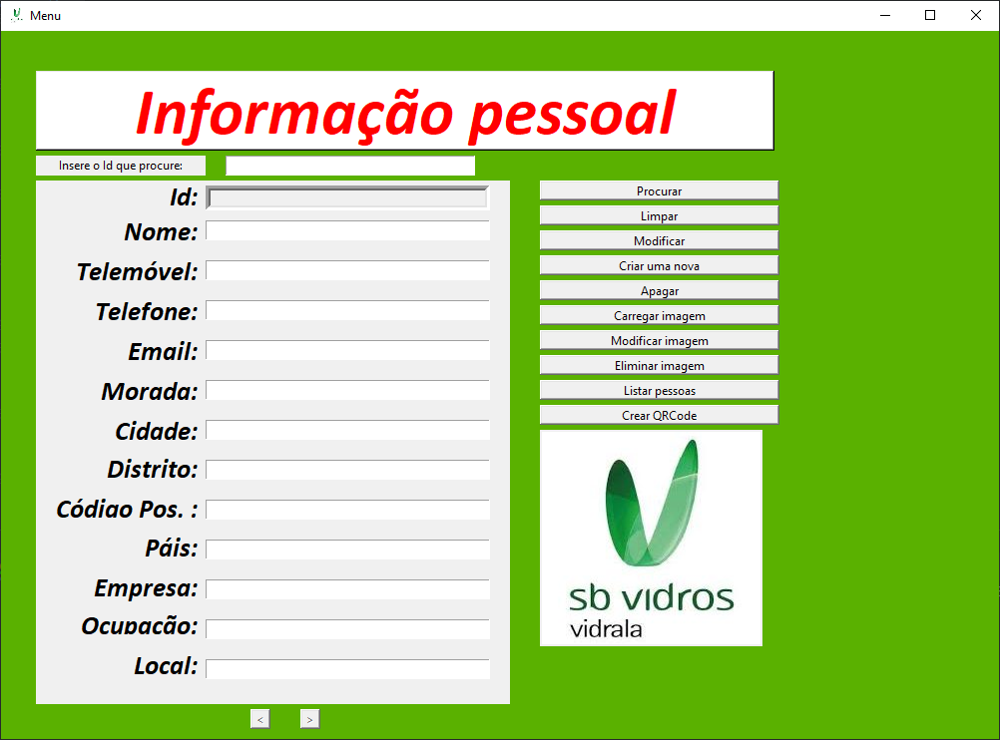 Menu
Informação pessoal
Insere o Id que procure:
Id:
Nome:
Telemóvel:
Telefone:
Email:
Morada:
Cidade:
Distrito:
Código Pos. :
Páis:
Empresa:
Ocupação:
Local:
Procurar
Limpar
Modificar
Criar uma nova
Apagar
Carregar imagem
Modificar imagem
Eliminar imagem
Listar pessoas
Crear QRCode
sb vidros
vidrala
< >